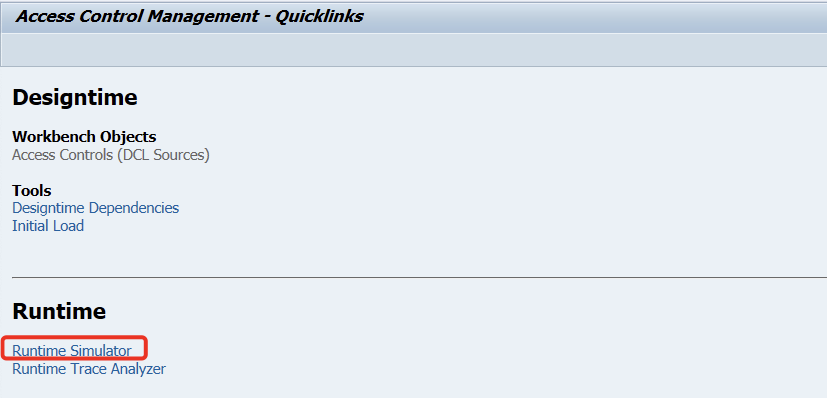 Access Control Management - Quicklinks
Designtime
Workbench Objects
Access Controls (DCL Sources)
Tools
Designtime Dependencies
Initial Load
Runtime
Runtime Simulator
Runtime Trace Analyzer